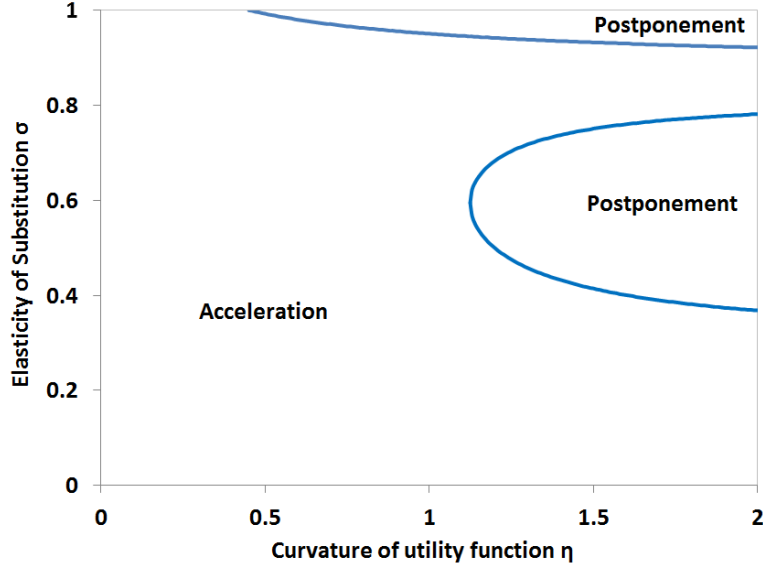 1
Postponement
0.8
0.6
Postponement
0.4
Acceleration
0.2
0
0 0.5 1 1.5 2
Elasticity of Substitution σ
Curvature of utility function η